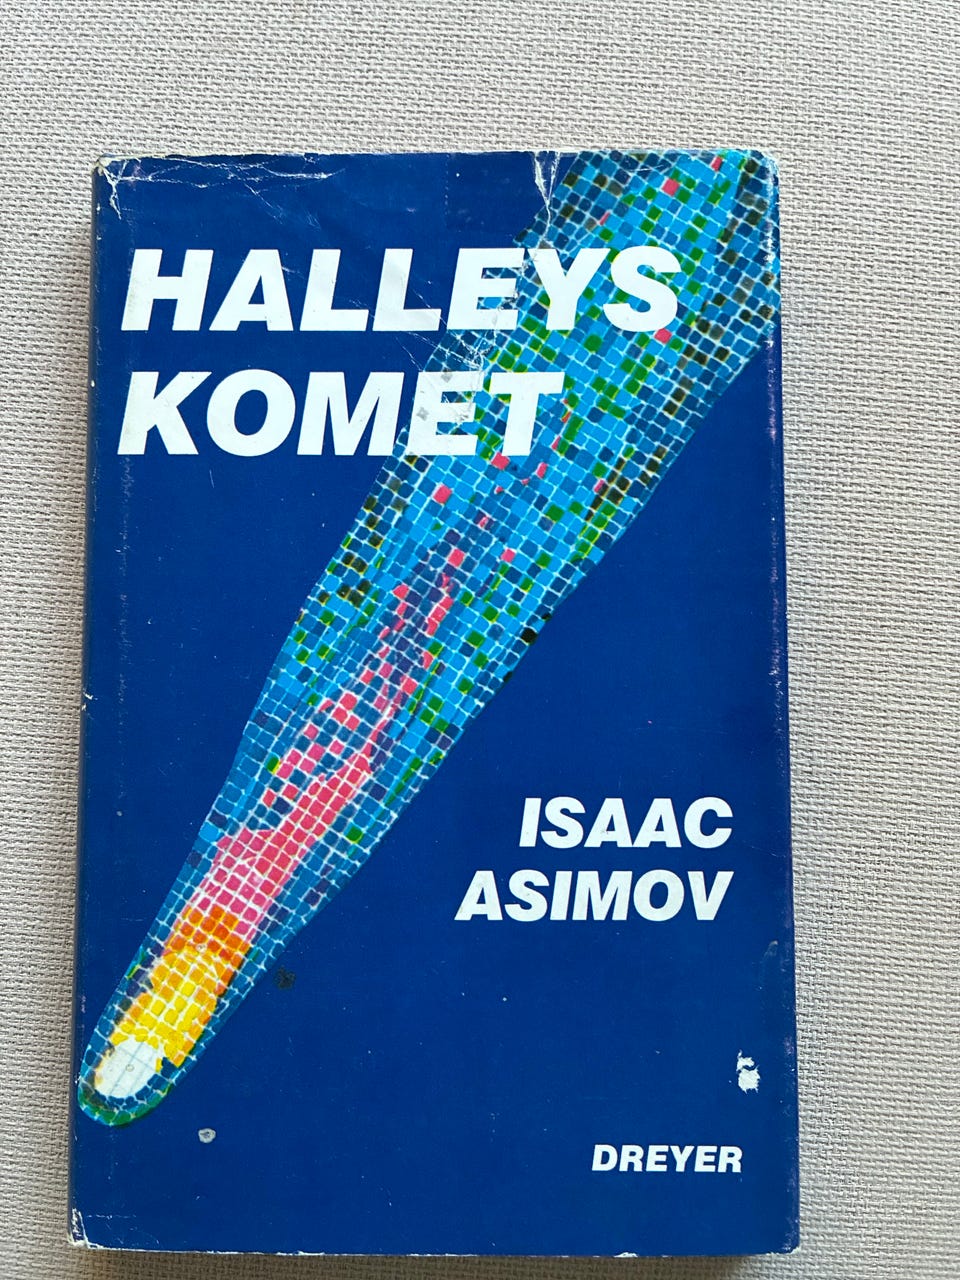 HALLEYS
KOMET
ISAAC
ASIMOV
DREYER